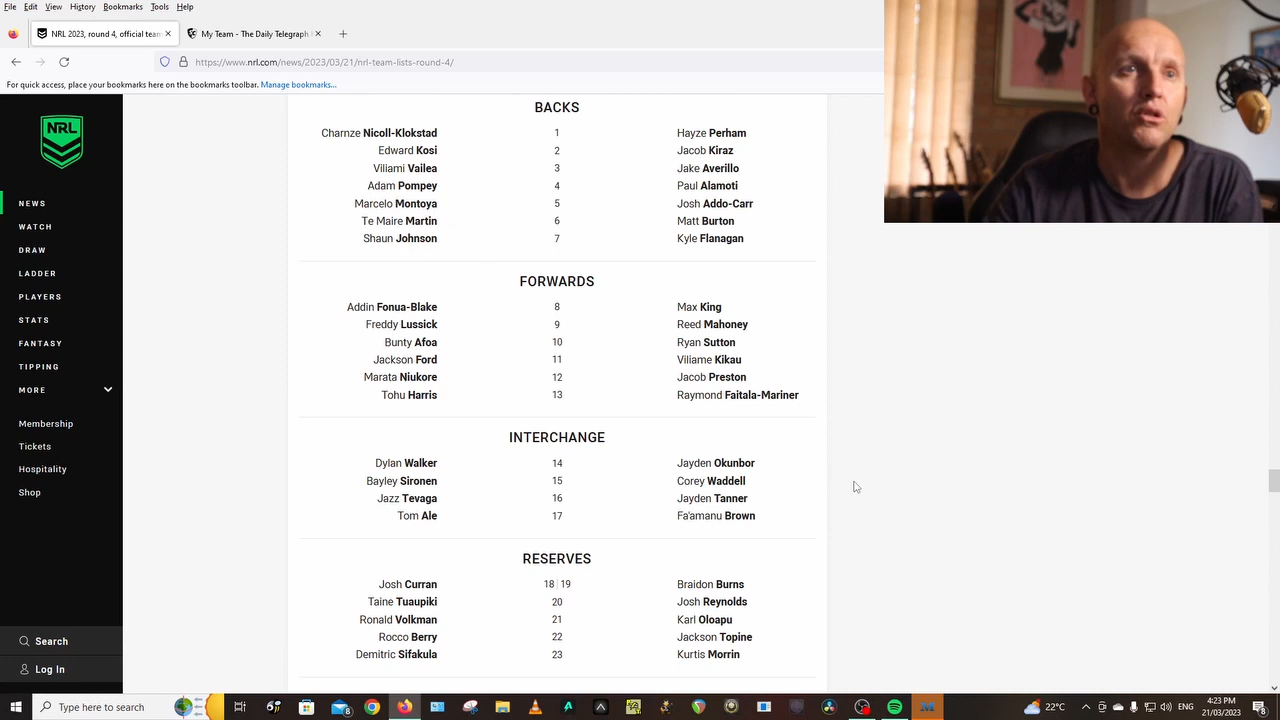 File Edit View History Bookmarks Tools Help
NRL 2023, round 4, official team
My Team - The Daily Telegraph
https://www.nrl.com/news/2023/03/21/nrl-team-lists-round-4/
For quick access, place your bookmarks here on the bookmarks toolbar. Manage bookmarks...
NRL
NEWS
WATCH
DRAW
LADDER
PLAYERS
STATS
FANTASY
TIPPING
MORE
Membership
Tickets
Hospitality
Shop
Search
Log In
BACKS
Charnze Nicoll-Klokstad 1 Hayze Perham
Edward Kosi 2 Jacob Kiraz
Viliami Vailea 3 Jake Averillo
Adam Pompey 4 Paul Alamoti
Marcelo Montoya 5 Josh Addo-Carr
Te Maire Martin 6 Matt Burton
Shaun Johnson 7 Kyle Flanagan
FORWARDS
Addin Fonua-Blake 8 Max King
Freddy Lussick 9 Reed Mahoney
Bunty Afoa 10 Ryan Sutton
Jackson Ford 11 Viliame Kikau
Marata Niukore 12 Jacob Preston
Tohu Harris 13 Raymond Faitala-Mariner
INTERCHANGE
Dylan Walker 14 Jayden Okunbor
Bayley Sironen 15 Corey Waddell
Jazz Tevaga 16 Jayden Tanner
Tom Ale 17 Fa'amanu Brown
RESERVES
Josh Curran 18 | 19 Braidon Burns
Taine Tuaupiki 20 Josh Reynolds
Ronald Volkman 21 Karl Oloapu
Rocco Berry 22 Jackson Topine
Demitric Sifakula 23 Kurtis Morrin
Type here to search
22°C
4:23 PM
21/03/2023